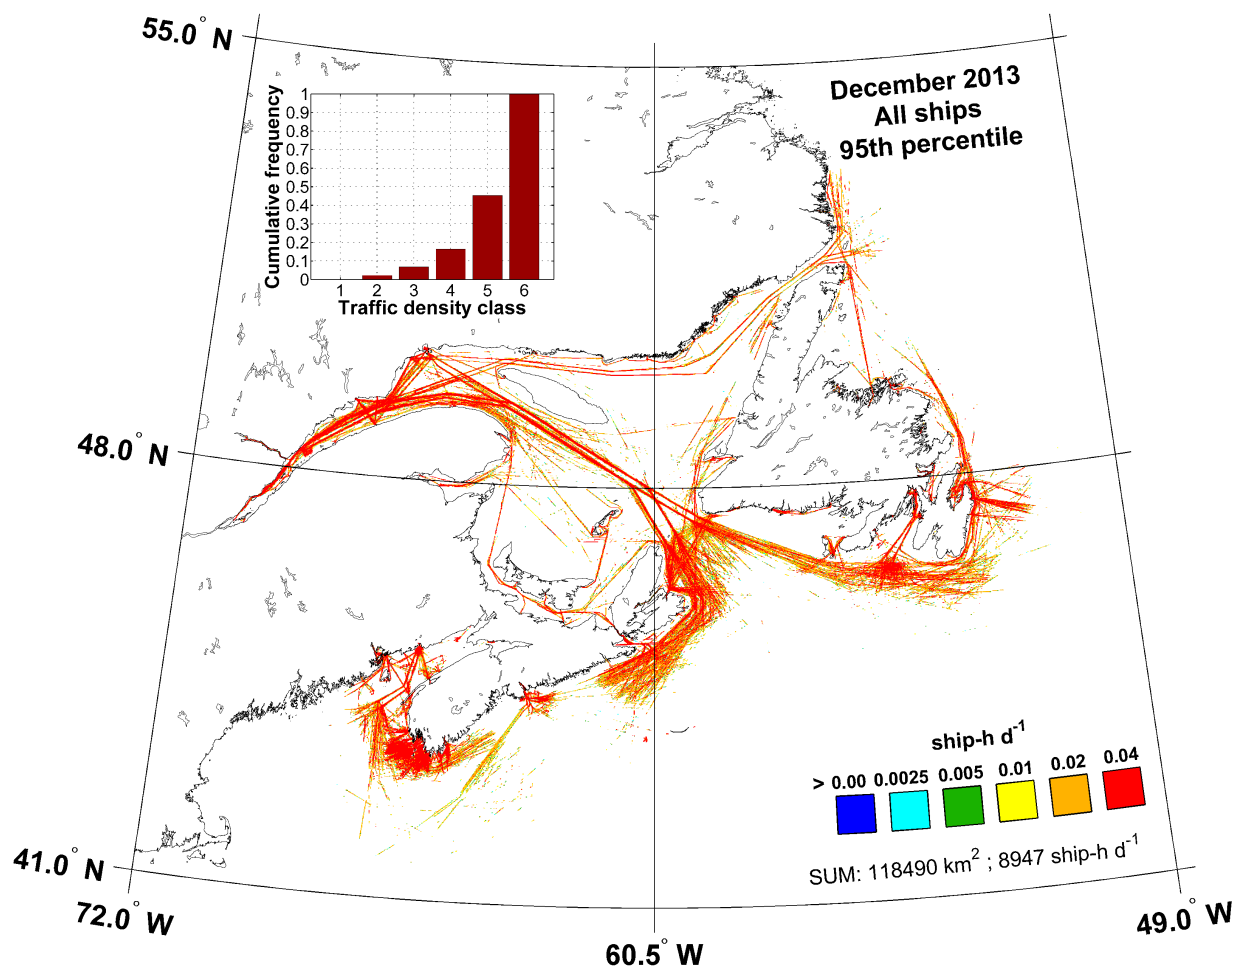 55.0° N
December 2013
All ships
95th percentile
Cumulative frequency
1
0.9
0.8
0.7
0.6
0.5
0.4
0.3
0.2
0.1
0
1 2 3 4 5 6
Traffic density class
48.0° N
ship-h d⁻¹
> 0.00 0.0025 0.005 0.01 0.02 0.04
SUM: 118490 km² ; 8947 ship-h d⁻¹
41.0° N
72.0° W
60.5° W
49.0° W